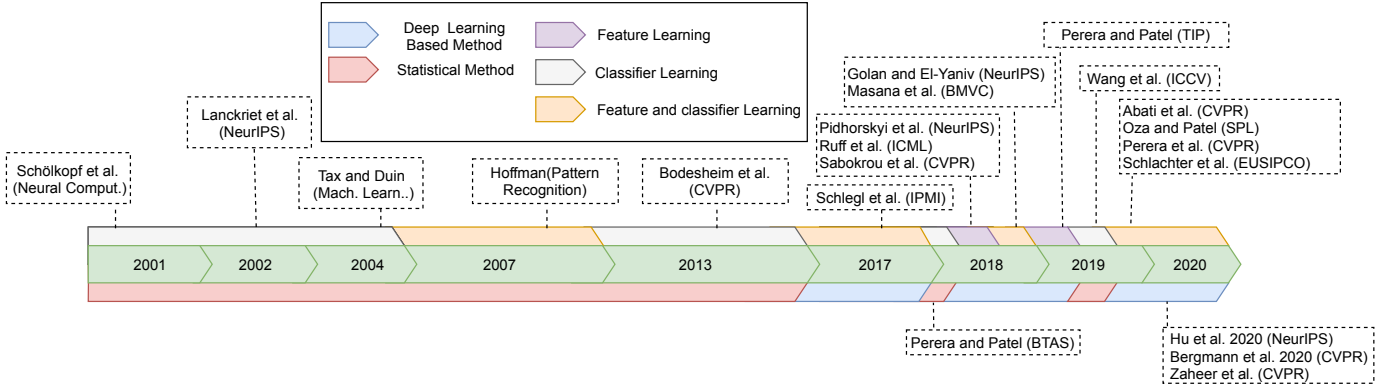 Deep Learning
Based Method
Statistical Method
Feature Learning
Classifier Learning
Feature and classifier Learning
Schölkopf et al.
(Neural Comput.)
Lanckriet et al.
(NeurIPS)
Tax and Duin
(Mach. Learn..)
Hoffman(Pattern
Recognition)
Bodesheim et al.
(CVPR)
Schlegl et al. (IPMI)
Pidhorskyi et al. (NeurIPS)
Ruff et al. (ICML)
Sabokrou et al. (CVPR)
Golan and El-Yaniv (NeurIPS)
Masana et al. (BMVC)
Perera and Patel (TIP)
Wang et al. (ICCV)
Abati et al. (CVPR)
Oza and Patel (SPL)
Perera et al. (CVPR)
Schlachter et al. (EUSIPCO)
2001
2002
2004
2007
2013
2017
2018
2019
2020
Perera and Patel (BTAS)
Hu et al. 2020 (NeurIPS)
Bergmann et al. 2020 (CVPR)
Zaheer et al. (CVPR)